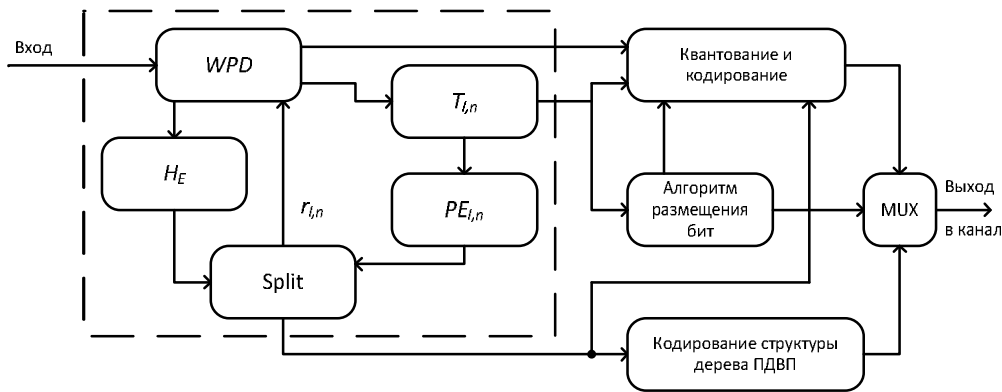 Вход
WPD
Квантование и
кодирование
T_{l,n}
H_E
r_{l,n}
PE_{l,n}
Алгоритм
размещения
бит
MUX
Выход
в канал
Split
Кодирование структуры
дерева ПДВП